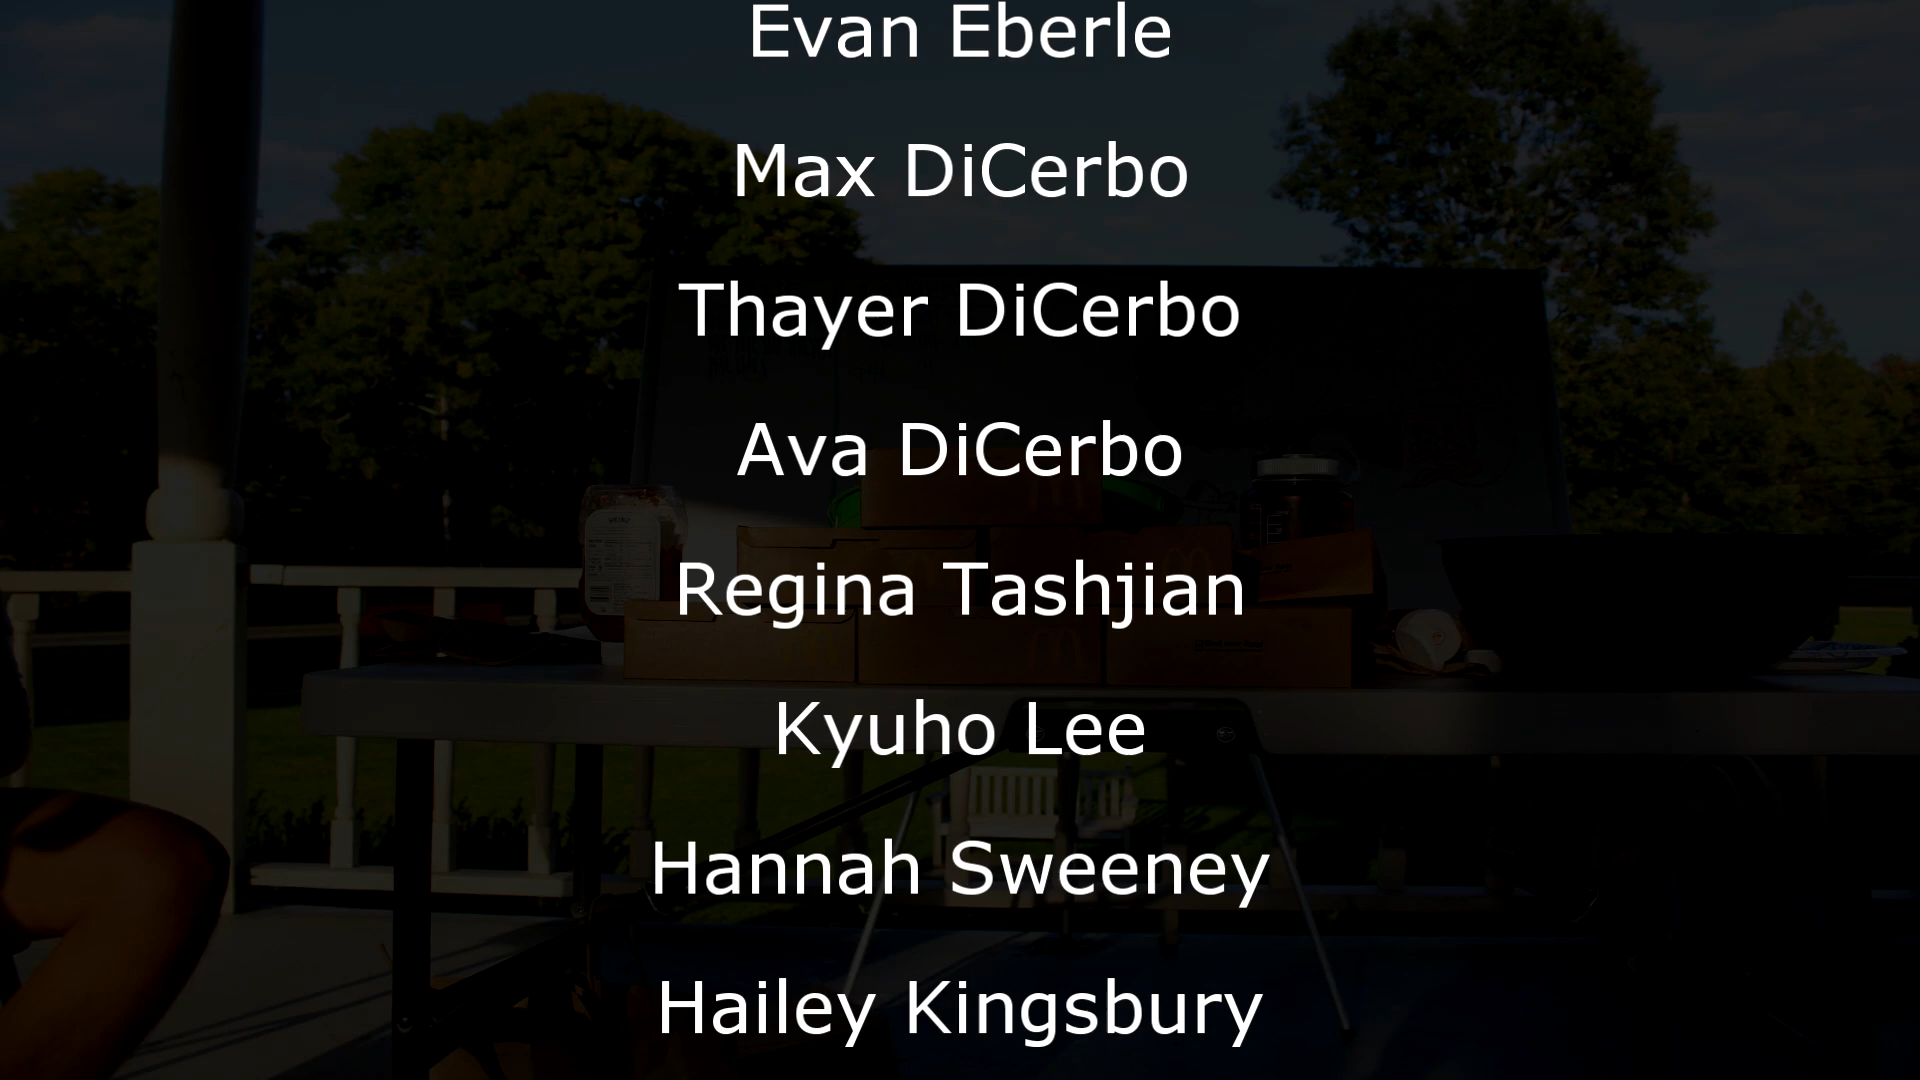 Evan Eberle
Max DiCerbo
Thayer DiCerbo
Ava DiCerbo
Regina Tashjian
Kyuho Lee
Hannah Sweeney
Hailey Kingsbury